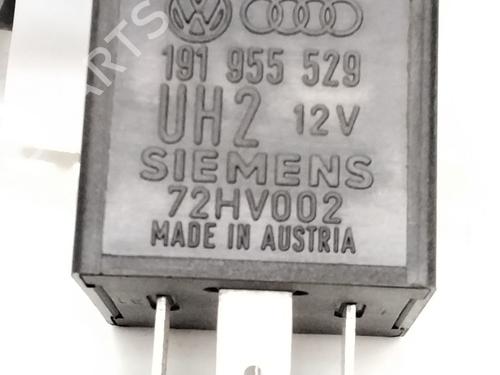 191 955 529
UH2 12V
SIEMENS
72HV002
MADE IN AUSTRIA